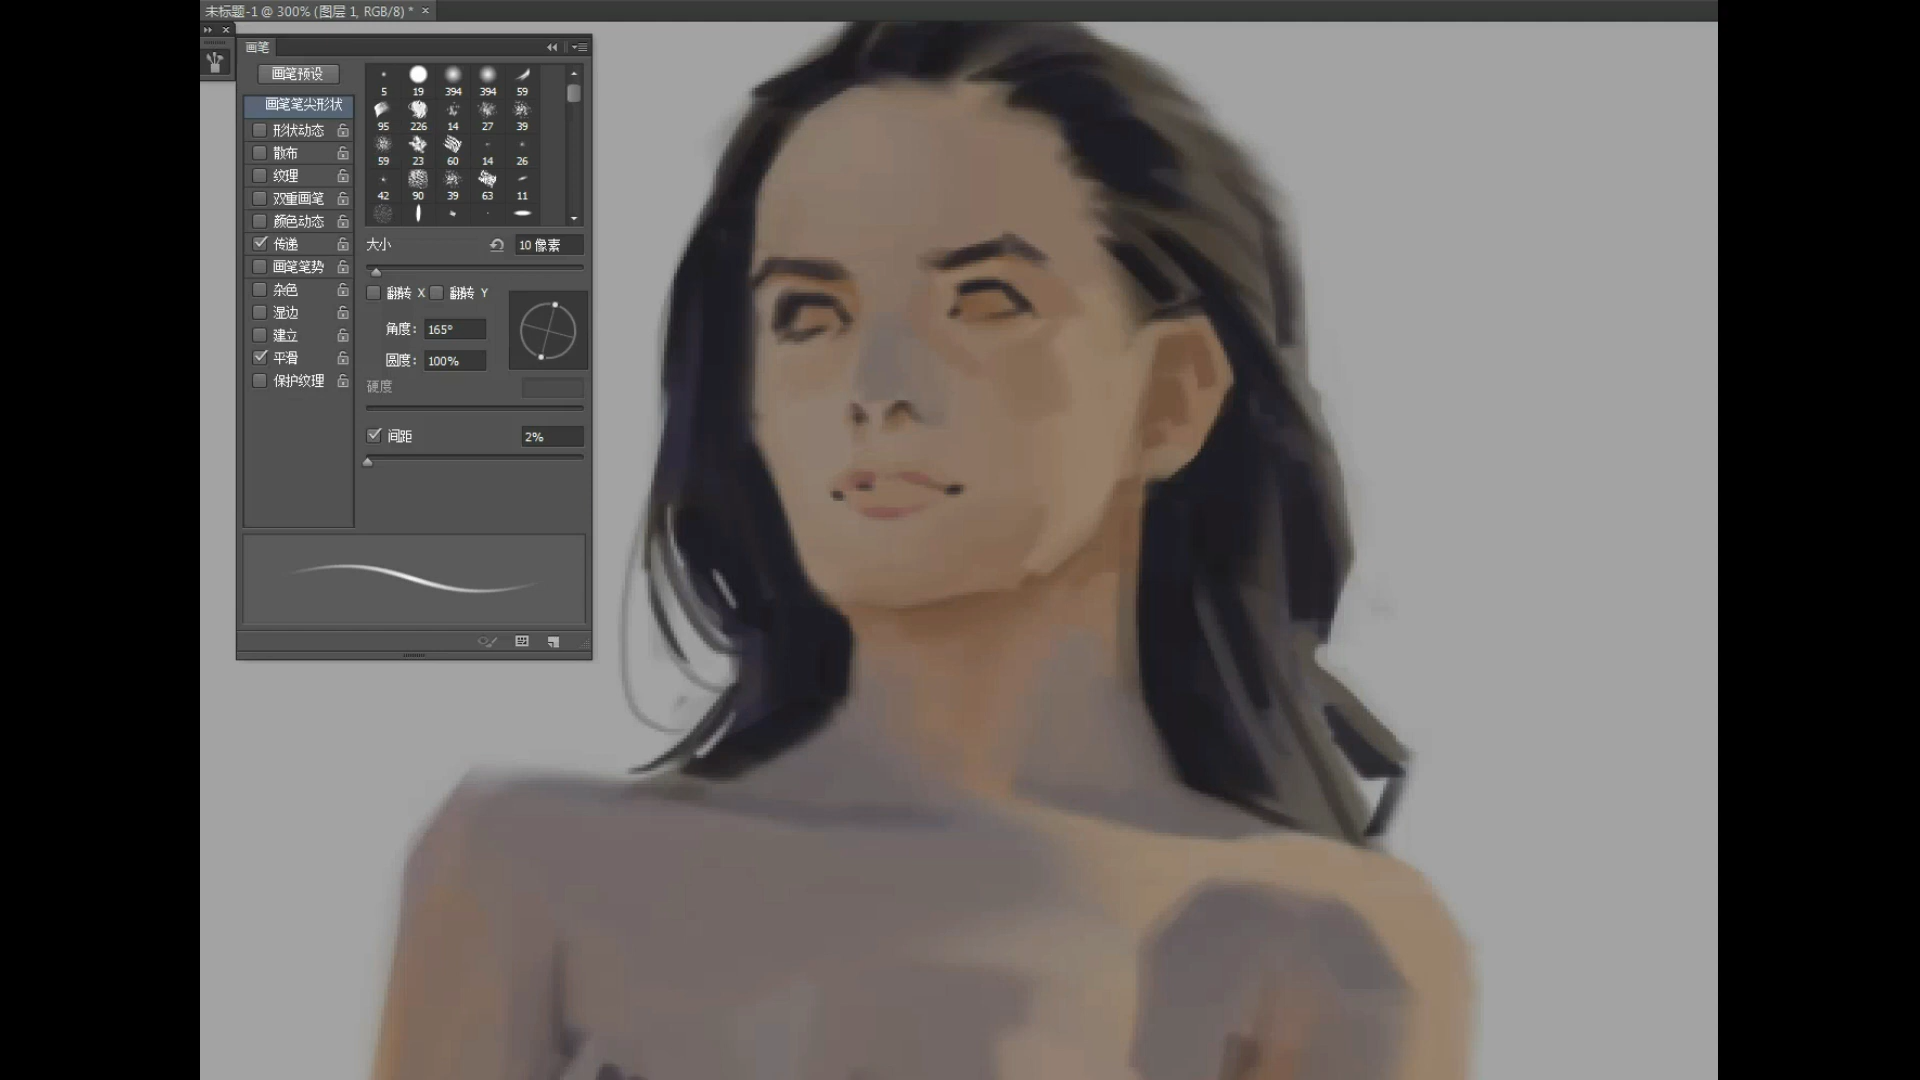 未标题-1 @ 300% (图层 1, RGB/8) * ×
画笔
画笔预设
画笔笔尖形状
形状动态
散布
纹理
双重画笔
颜色动态
传递
画笔笔势
杂色
湿边
建立
平滑
保护纹理
5 19 394 394 59
95 226 14 27 39
59 23 60 14 26
42 90 39 63 11
大小 10 像素
翻转 X 翻转 Y
角度: 165°
圆度: 100%
硬度
间距 2%